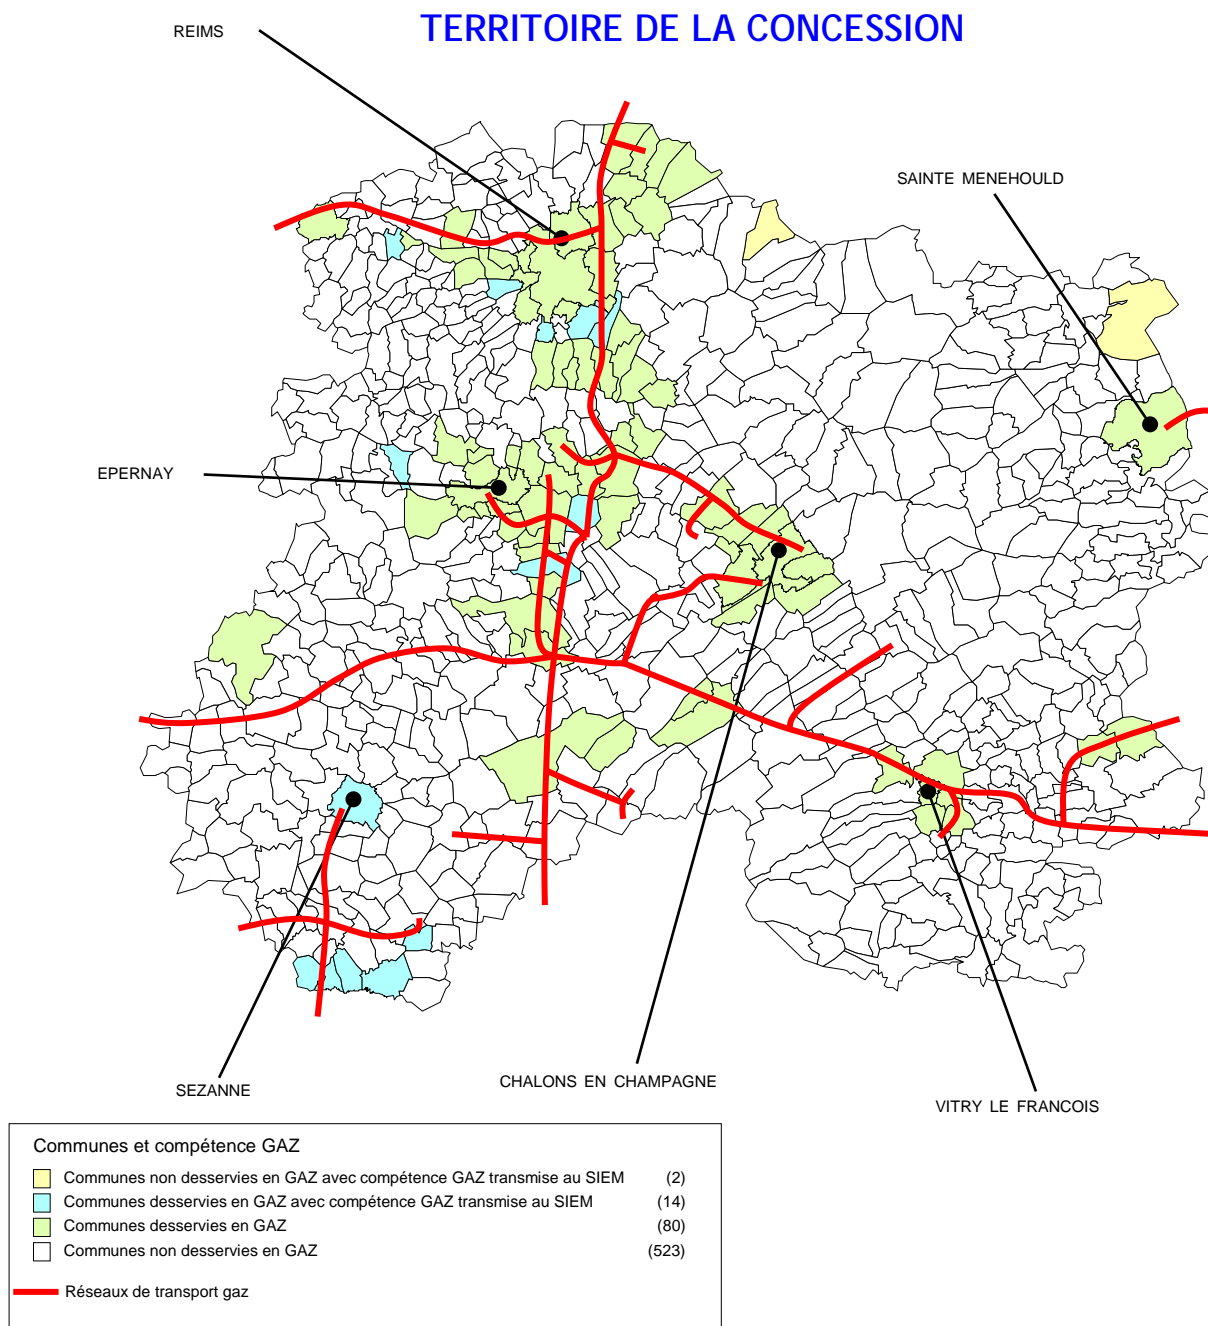 TERRITOIRE DE LA CONCESSION
REIMS
SAINTE MENEHOULD
EPERNAY
SEZANNE
CHALONS EN CHAMPAGNE
VITRY LE FRANCOIS
Communes et compétence GAZ
Communes non desservies en GAZ avec compétence GAZ transmise au SIEM (2)
Communes desservies en GAZ avec compétence GAZ transmise au SIEM (14)
Communes desservies en GAZ (80)
Communes non desservies en GAZ (523)
Réseaux de transport gaz